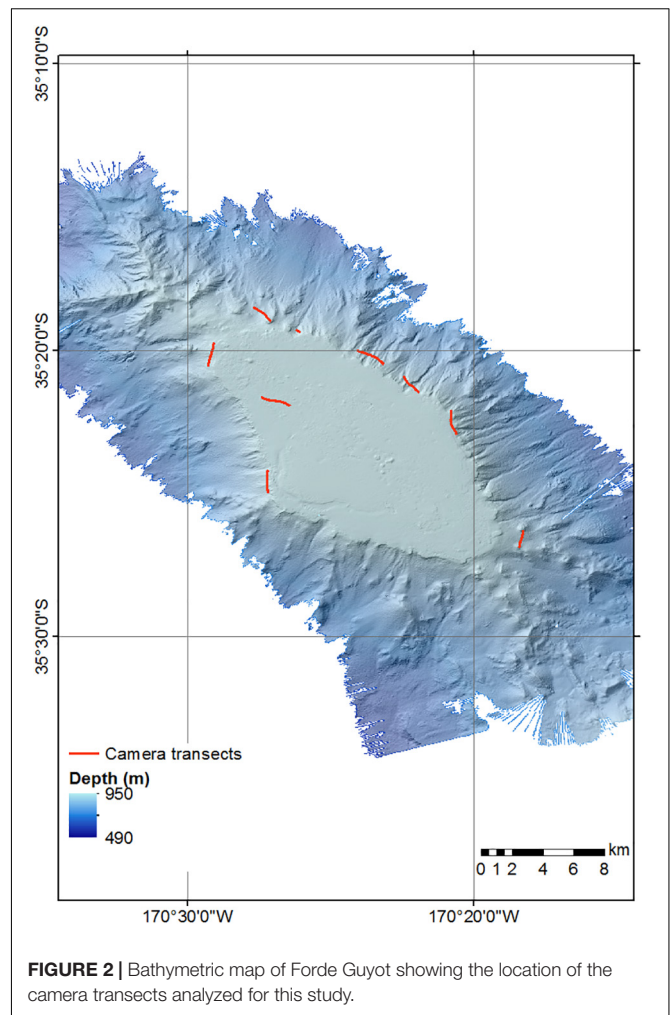 35°10'0"S
35°20'0"S
35°30'0"S
Camera transects
Depth (m)
950
490
km
0 1 2 4 6 8
170°30'0"W
170°20'0"W
FIGURE 2 | Bathymetric map of Forde Guyot showing the location of the
camera transects analyzed for this study.